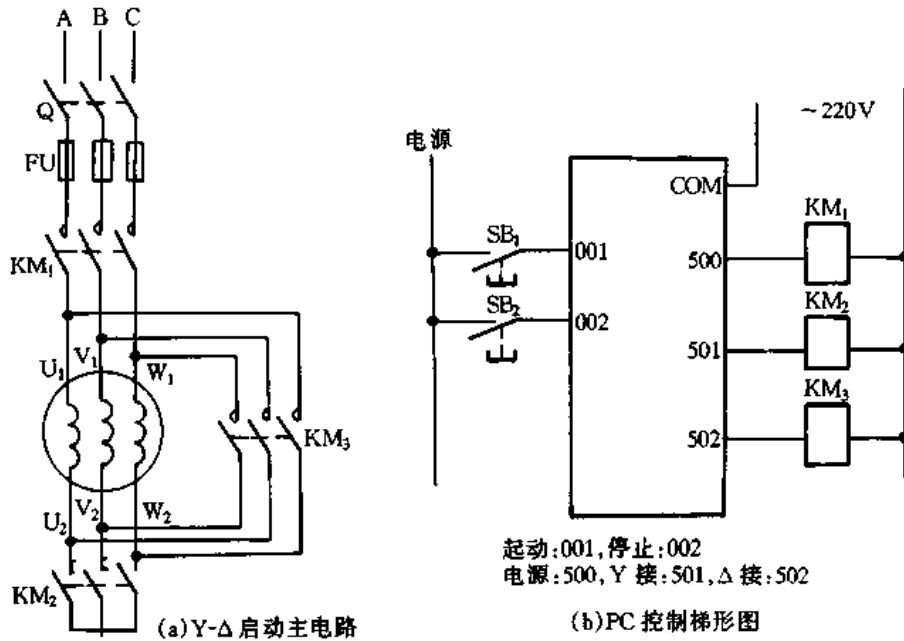 A B C
Q
FU
KM₁
U₁ V₁ W₁
KM₃
U₂ V₂ W₂
KM₂
(a)Y-Δ启动主电路
电源
~220V
COM
SB₁
001
SB₂
002
500
501
502
KM₁
KM₂
KM₃
起动:001,停止:002
电源:500,Y接:501,Δ接:502
(b)PC控制梯形图